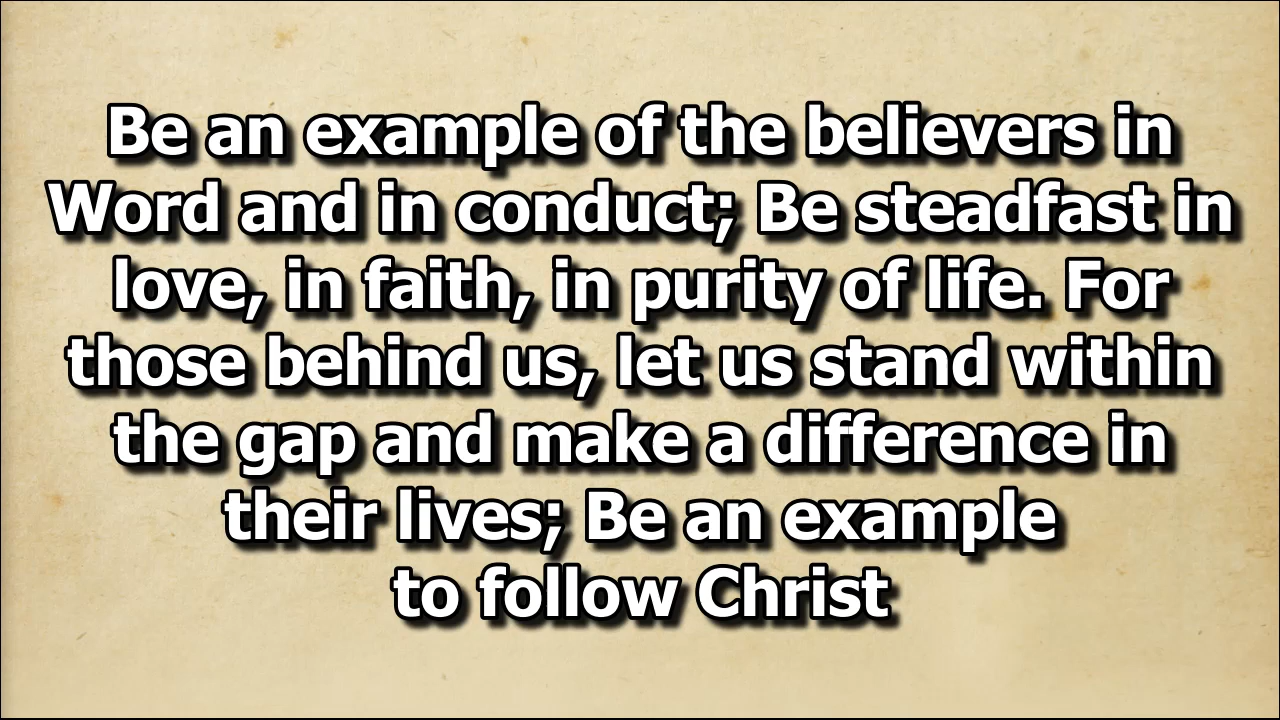 Be an example of the believers in
Word and in conduct; Be steadfast in
love, in faith, in purity of life. For
those behind us, let us stand within
the gap and make a difference in
their lives; Be an example
to follow Christ